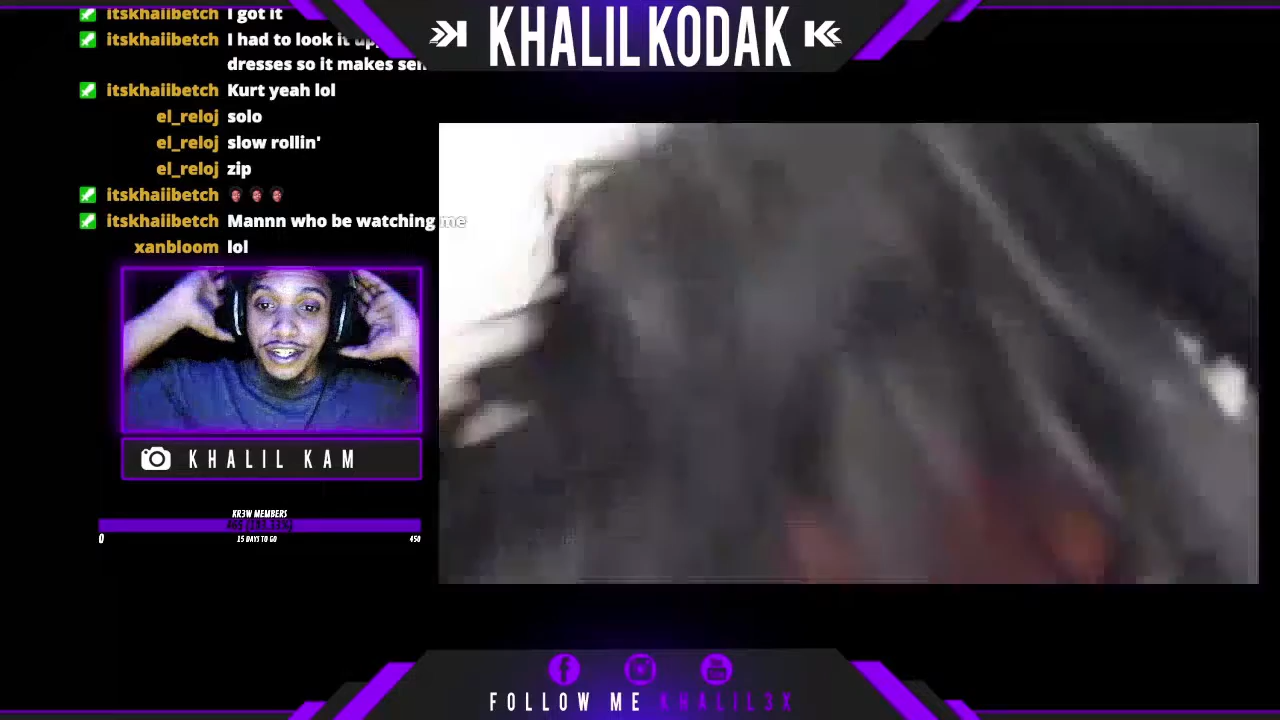 KHALIL KODAK
itskhaiibetch I got it
itskhaiibetch I had to look it up,
dresses so it makes sen
itskhaiibetch Kurt yeah lol
el_reloj solo
el_reloj slow rollin'
el_reloj zip
itskhaiibetch
itskhaiibetch Mannn who be watching me
xanbloom lol
KHALIL KAM
KR3W MEMBERS
0
15 DAYS TO GO
450
FOLLOW ME KHALIL3X